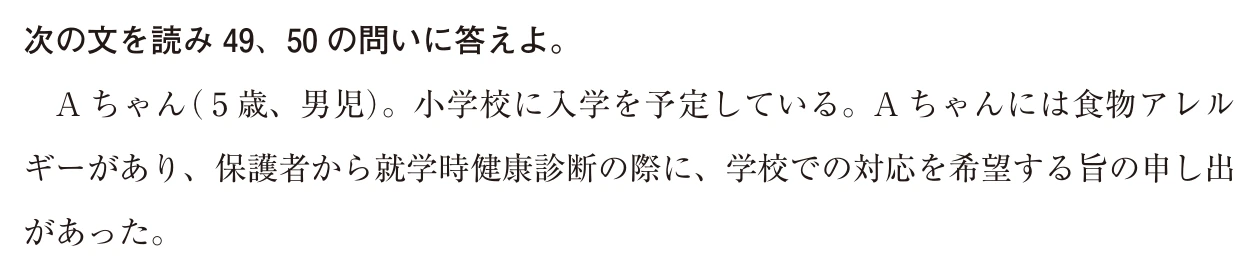 次の文を読み 49、50 の問いに答えよ。
A ちゃん(5 歳、男児)。小学校に入学を予定している。A ちゃんには食物アレル
ギーがあり、保護者から就学時健康診断の際に、学校での対応を希望する旨の申し出
があった。